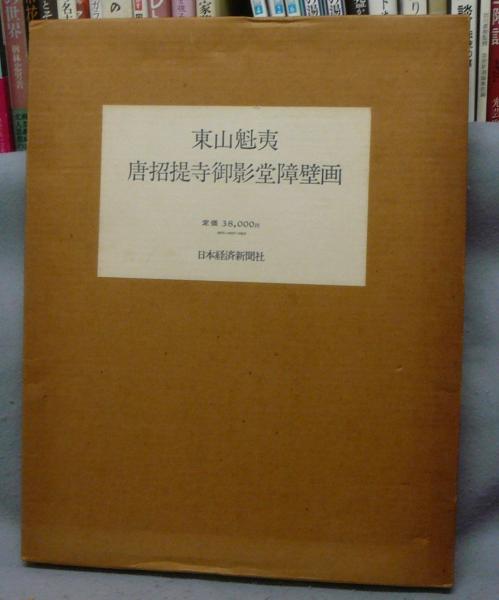 東山魁夷
唐招提寺御影堂障壁画
定価 38,000円
日本経済新聞社